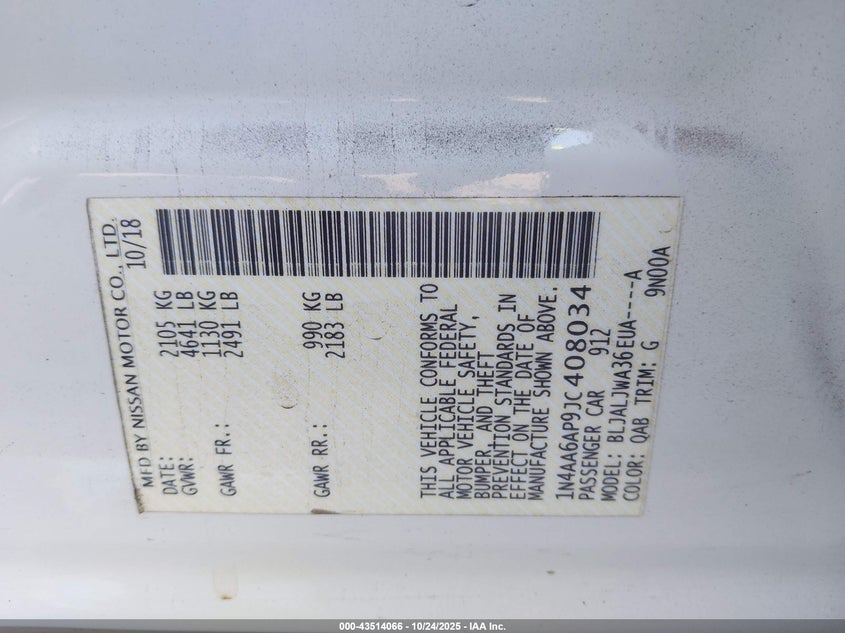 MFD BY NISSAN MOTOR CO., LTD.
DATE: 10/18
GVWR: 2105 KG
4641 LB
GAWR FR.: 1130 KG
2491 LB
GAWR RR.: 990 KG
2183 LB
THIS VEHICLE CONFORMS TO
ALL APPLICABLE FEDERAL
MOTOR VEHICLE SAFETY,
BUMPER, AND THEFT
PREVENTION STANDARDS IN
EFFECT ON THE DATE OF
MANUFACTURE SHOWN ABOVE.
1N4AA6AP9JC408034
PASSENGER CAR 912
MODEL: BLJALJWA36EUA----A
COLOR: QAB TRIM: G 9N00A
000-43514066 - 10/24/2025 - IAA Inc.